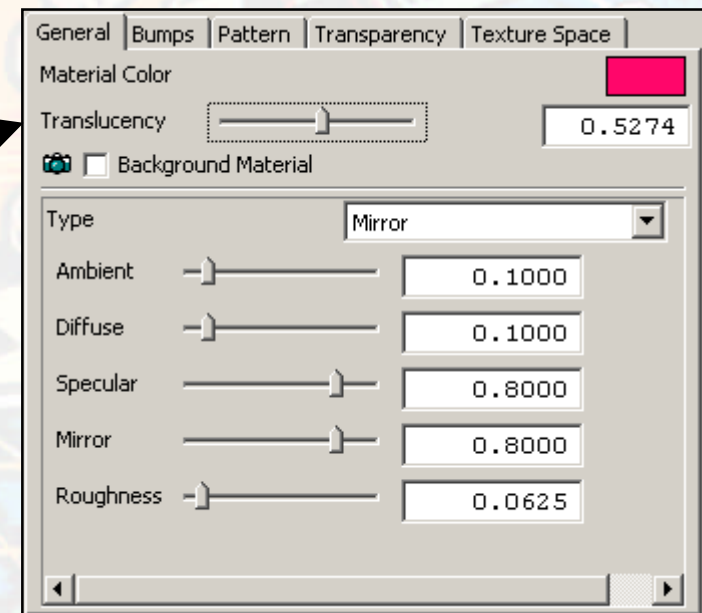 General Bumps Pattern Transparency Texture Space
Material Color
Translucency 0.5274
Background Material
Type Mirror
Ambient 0.1000
Diffuse 0.1000
Specular 0.8000
Mirror 0.8000
Roughness 0.0625